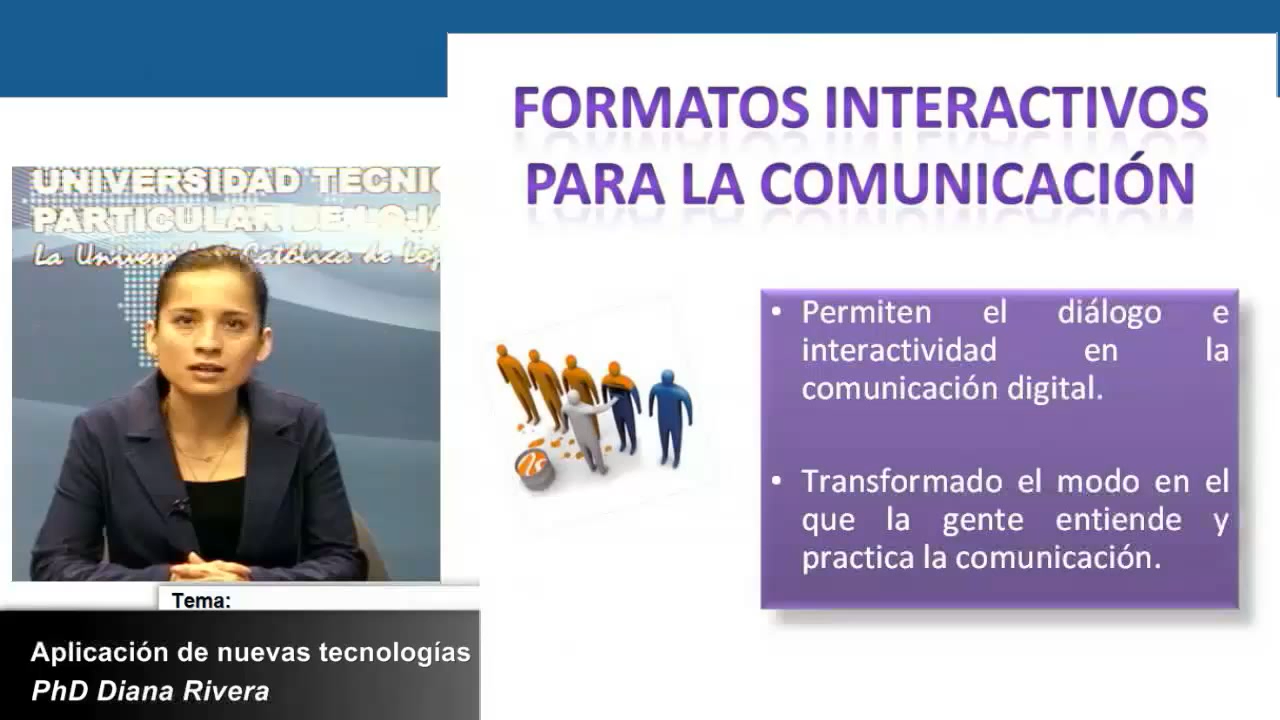 FORMATOS INTERACTIVOS
PARA LA COMUNICACIÓN
UNIVERSIDAD TECNIC
PARTICULAR DE LOJA
La Universidad Católica de Loj
• Permiten el diálogo e
interactividad en la
comunicación digital.
• Transformado el modo en el
que la gente entiende y
practica la comunicación.
Tema:
Aplicación de nuevas tecnologías
PhD Diana Rivera